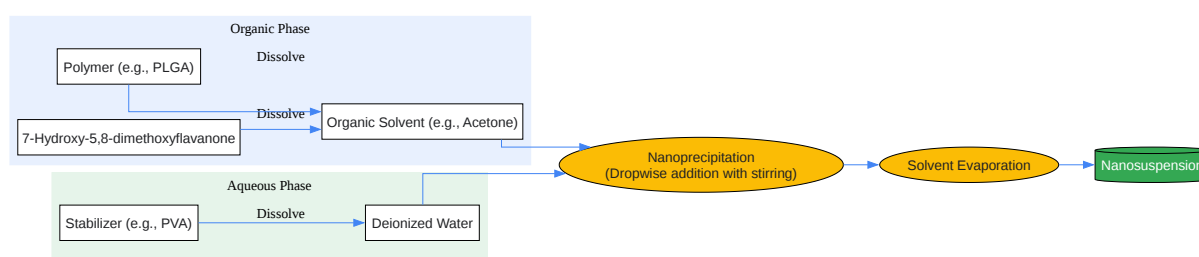 Organic Phase
Dissolve
Polymer (e.g., PLGA)
Dissolve
Organic Solvent (e.g., Acetone)
7-Hydroxy-5,8-dimethoxyflavanone
Nanoprecipitation
(Dropwise addition with stirring)
Solvent Evaporation
Nanosuspension
Aqueous Phase
Dissolve
Stabilizer (e.g., PVA)
Deionized Water